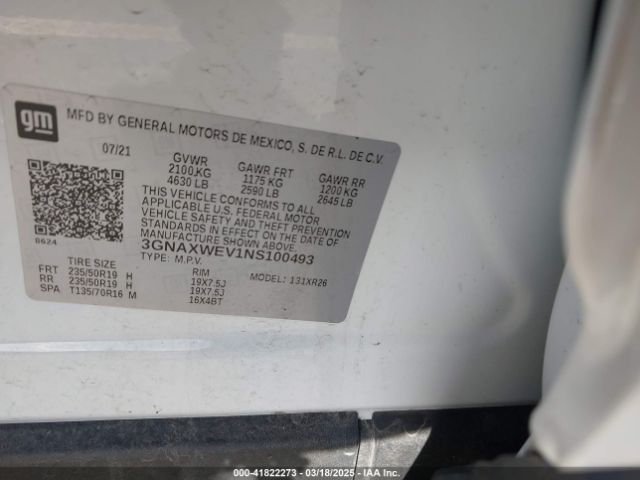 gm
MFD BY GENERAL MOTORS DE MEXICO, S. DE R.L. DE C.V.
07/21
GVWR GAWR FRT GAWR RR
2100 KG 1175 KG 1200 KG
4630 LB 2590 LB 2645 LB
THIS VEHICLE CONFORMS TO ALL
APPLICABLE U.S. FEDERAL MOTOR
VEHICLE SAFETY AND THEFT PREVENTION
STANDARDS IN EFFECT ON THE DATE OF
MANUFACTURE SHOWN ABOVE.
3GNAXWEV1NS100493
TYPE: M.P.V.
0624
TIRE SIZE RIM MODEL: 131XR26
FRT 235/50R19 H 19X7.5J
RR 235/50R19 H 19X7.5J
SPA T135/70R16 M 16X4BT
000-41822273 — 03/18/2025 — IAA Inc. ©